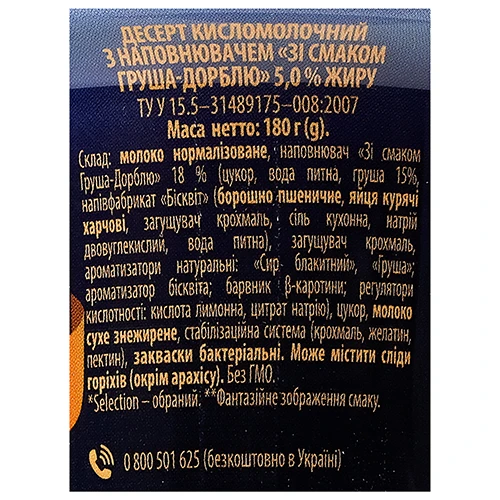 ДЕСЕРТ КИСЛОМОЛОЧНИЙ
З НАПОВНЮВАЧЕМ «ЗІ СМАКОМ
ГРУША-ДОРБЛЮ» 5,0 % ЖИРУ
ТУ У 15.5–31489175–008:2007
Маса нетто: 180 г (g).
Склад: молоко нормалізоване, наповнювач «Зі смаком
Груша-Дорблю» 18 % (цукор, вода питна, груша 15%,
напівфабрикат «Бісквіт» (борошно пшеничне, яйця курячі
харчові, загущувач крохмаль, сіль кухонна, натрій
двовуглекислий, вода питна), загущувач крохмаль,
ароматизатори натуральні: «Сир блакитний», «Груша»;
ароматизатор бісквіта; барвник β-каротини; регулятори
кислотності: кислота лимонна, цитрат натрію), цукор, молоко
сухе знежирене, стабілізаційна система (крохмаль, желатин,
пектин), закваски бактеріальні. Може містити сліди
горіхів (окрім арахісу). Без ГМО.
*Selection – обраний. **Фантазійне зображення смаку.
0 800 501 625 (безкоштовно в Україні)